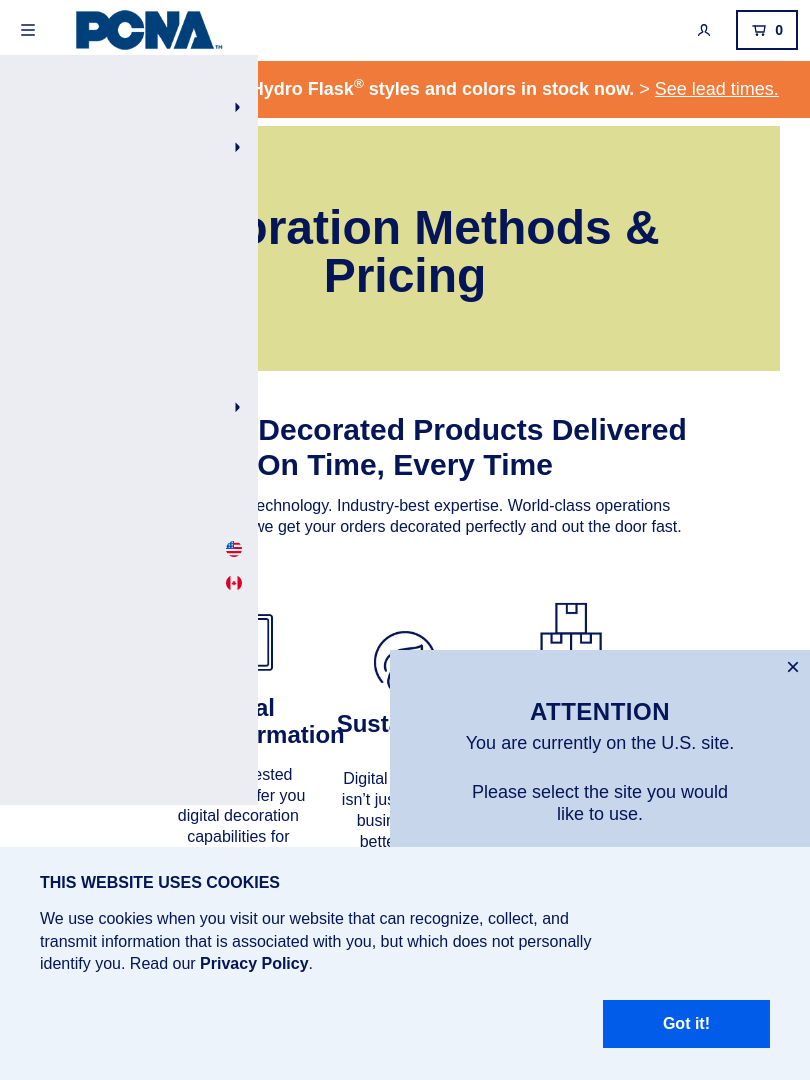 PCNA™
0
Hydro Flask® styles and colors in stock now. > See lead times.
oration Methods &
Pricing
Decorated Products Delivered
On Time, Every Time
technology. Industry-best expertise. World-class operations
we get your orders decorated perfectly and out the door fast.
al
rmation
ested
fer you
digital decoration
capabilities for
Susta
Digital
isn't jus
busin
bette
×
ATTENTION
You are currently on the U.S. site.
Please select the site you would
like to use.
THIS WEBSITE USES COOKIES
We use cookies when you visit our website that can recognize, collect, and
transmit information that is associated with you, but which does not personally
identify you. Read our Privacy Policy.
Got it!